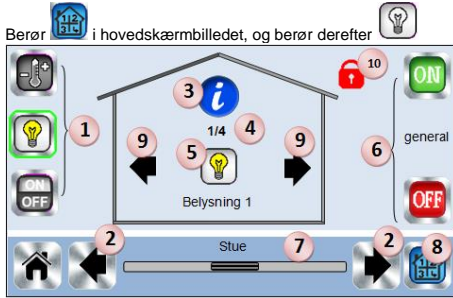 Berør i hovedskærmbilledet, og berør derefter
10
ON
3
1/4
4
1
9
5
9
6
general
ON
OFF
Belysning 1
OFF
2
Stue
7
2
8